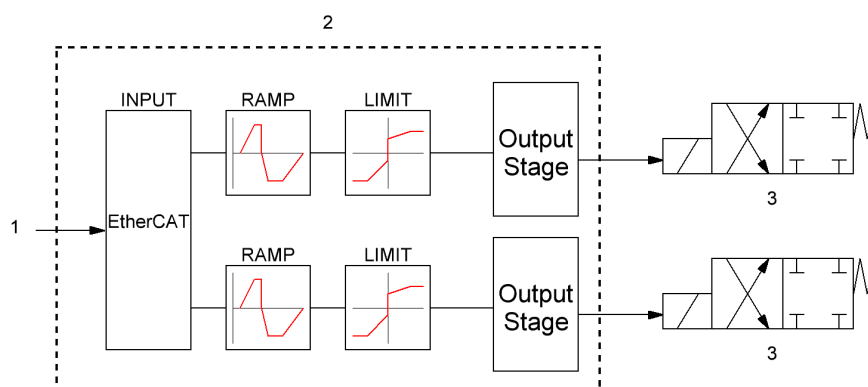 2
INPUT
RAMP
LIMIT
Output
Stage
3
1
EtherCAT
RAMP
LIMIT
Output
Stage
3